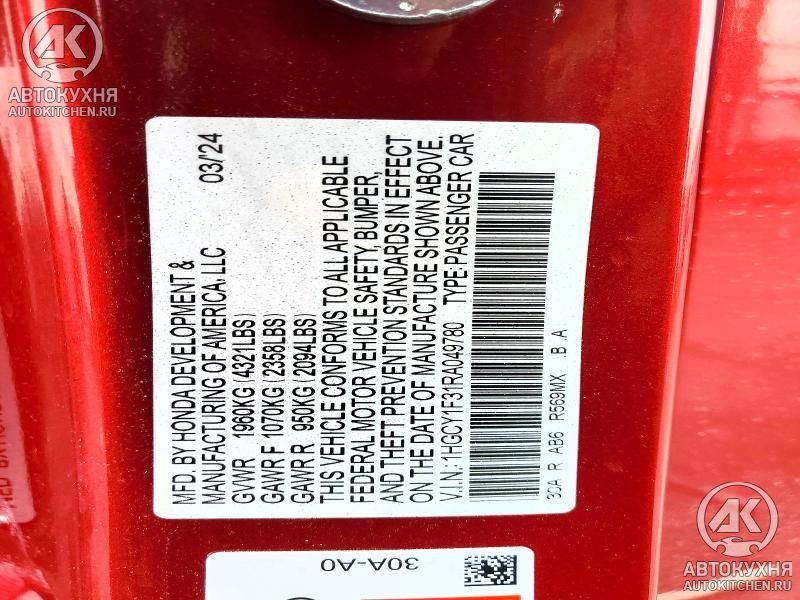 АК
АВТОКУХНЯ
AUTOKITCHEN.RU
MFD. BY HONDA DEVELOPMENT &
MANUFACTURING OF AMERICA, LLC 03/'24
GVWR 1960KG (4321LBS)
GAWR F 1070KG (2358LBS)
GAWR R 950KG (2094LBS)
THIS VEHICLE CONFORMS TO ALL APPLICABLE
FEDERAL MOTOR VEHICLE SAFETY, BUMPER,
AND THEFT PREVENTION STANDARDS IN EFFECT
ON THE DATE OF MANUFACTURE SHOWN ABOVE.
V.I.N.:1HGCY1F31RA049780 TYPE:PASSENGER CAR
30A R AB6 R569MX .B .A
30A-A0
АК
АВТОКУХНЯ
AUTOKITCHEN.RU